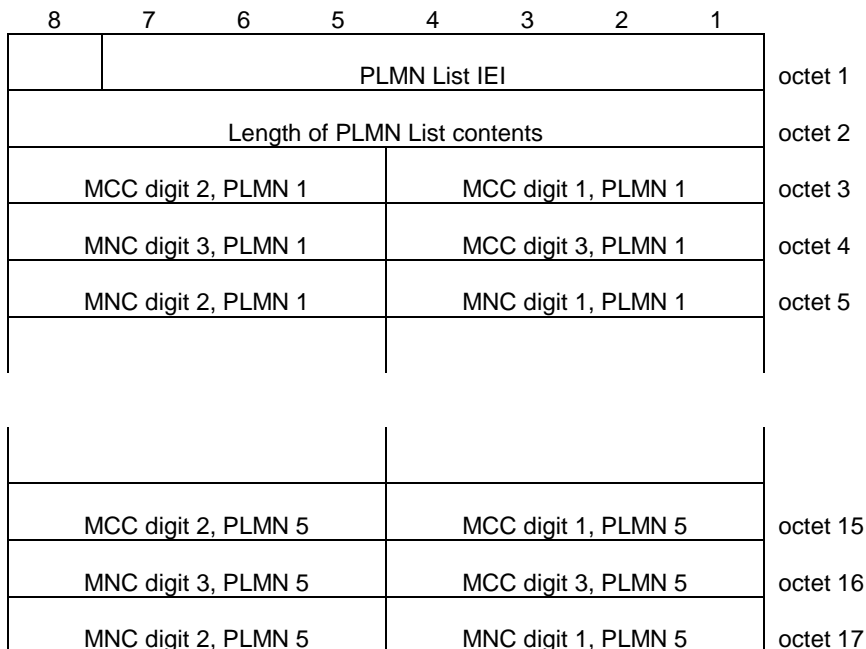 8 7 6 5 4 3 2 1
PLMN List IEI octet 1
Length of PLMN List contents octet 2
MCC digit 2, PLMN 1 MCC digit 1, PLMN 1 octet 3
MNC digit 3, PLMN 1 MCC digit 3, PLMN 1 octet 4
MNC digit 2, PLMN 1 MNC digit 1, PLMN 1 octet 5
MCC digit 2, PLMN 5 MCC digit 1, PLMN 5 octet 15
MNC digit 3, PLMN 5 MCC digit 3, PLMN 5 octet 16
MNC digit 2, PLMN 5 MNC digit 1, PLMN 5 octet 17